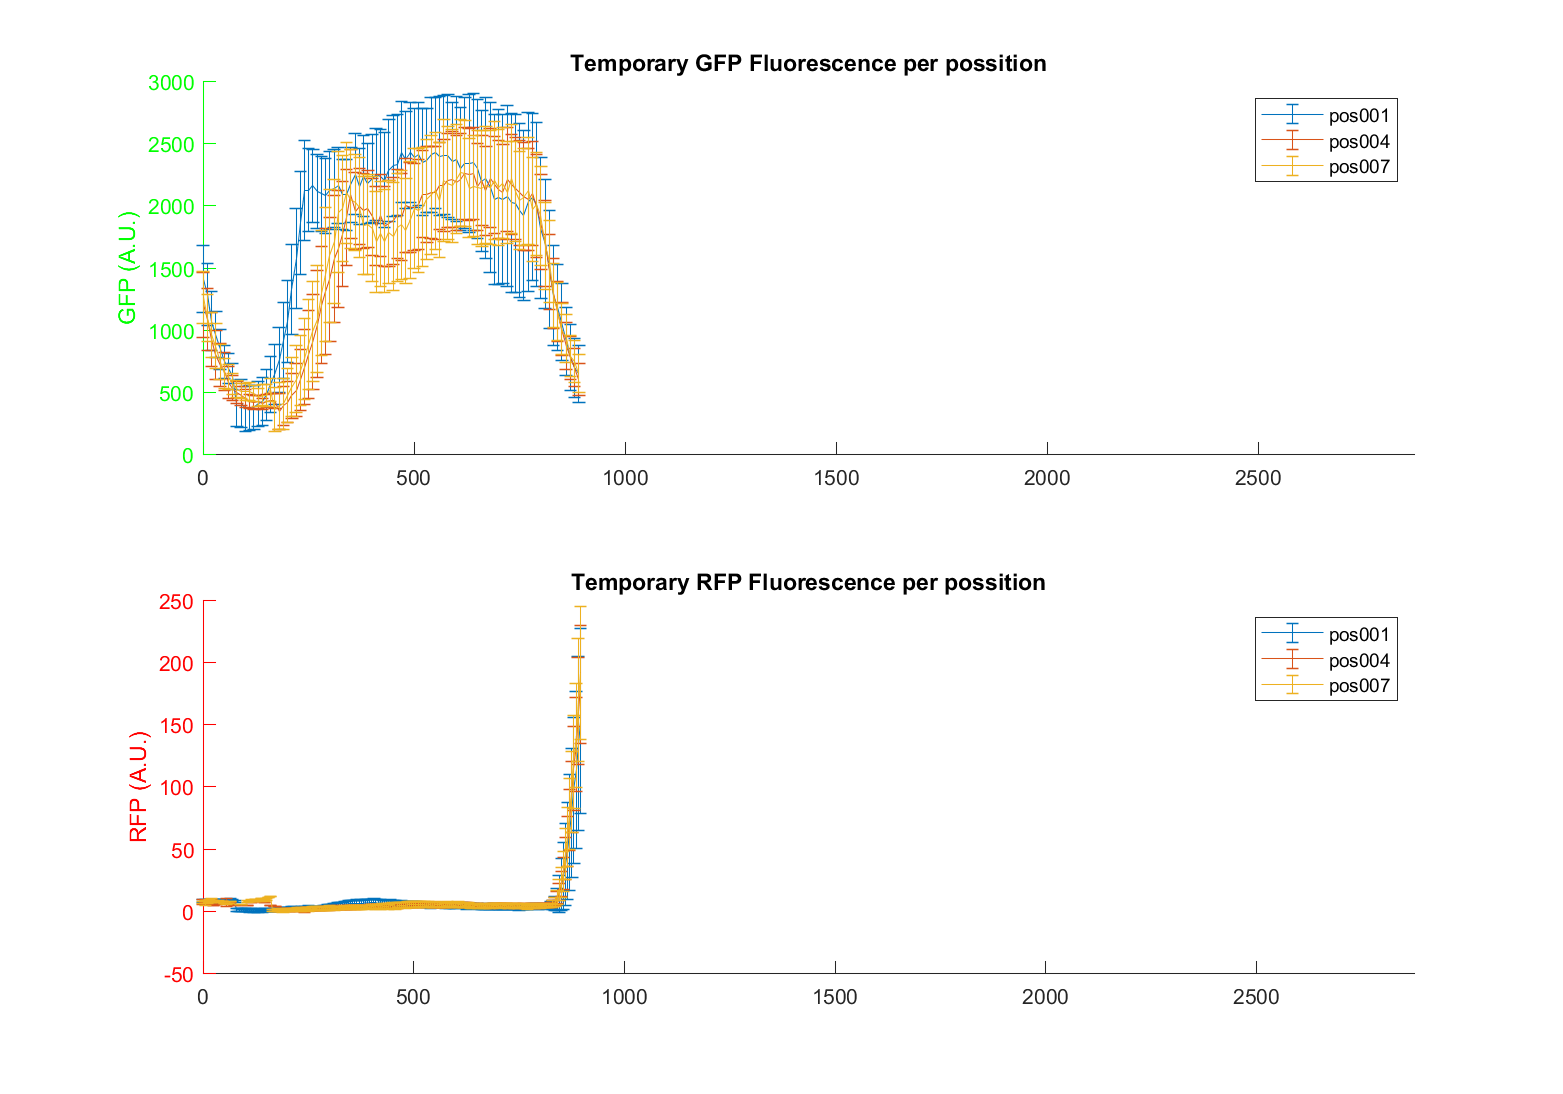 Temporary GFP Fluorescence per possition
GFP (A.U.)
3000
2500
2000
1500
1000
500
0
0 500 1000 1500 2000 2500
pos001
pos004
pos007
Temporary RFP Fluorescence per possition
RFP (A.U.)
250
200
150
100
50
0
-50
0 500 1000 1500 2000 2500
pos001
pos004
pos007